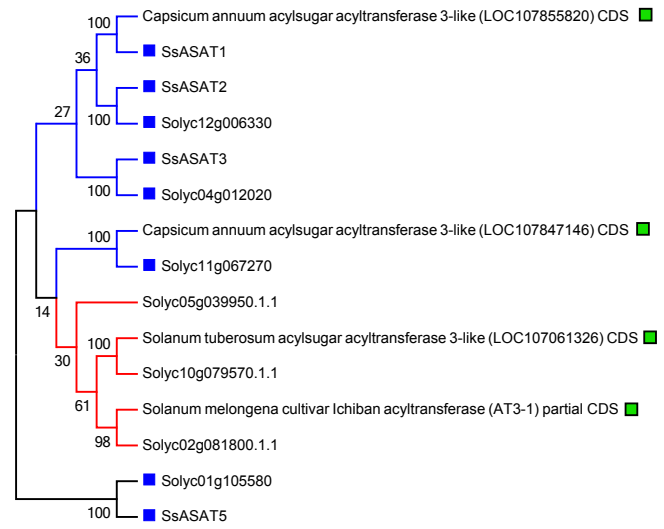 Capsicum annuum acylsugar acyltransferase 3-like (LOC107855820) CDS
100
SsASAT1
36
SsASAT2
27
100
Solyc12g006330
SsASAT3
100
Solyc04g012020
Capsicum annuum acylsugar acyltransferase 3-like (LOC107847146) CDS
100
Solyc11g067270
14
Solyc05g039950.1.1
30
Solanum tuberosum acylsugar acyltransferase 3-like (LOC107061326) CDS
100
Solyc10g079570.1.1
61
Solanum melongena cultivar Ichiban acyltransferase (AT3-1) partial CDS
98
Solyc02g081800.1.1
Solyc01g105580
100
SsASAT5